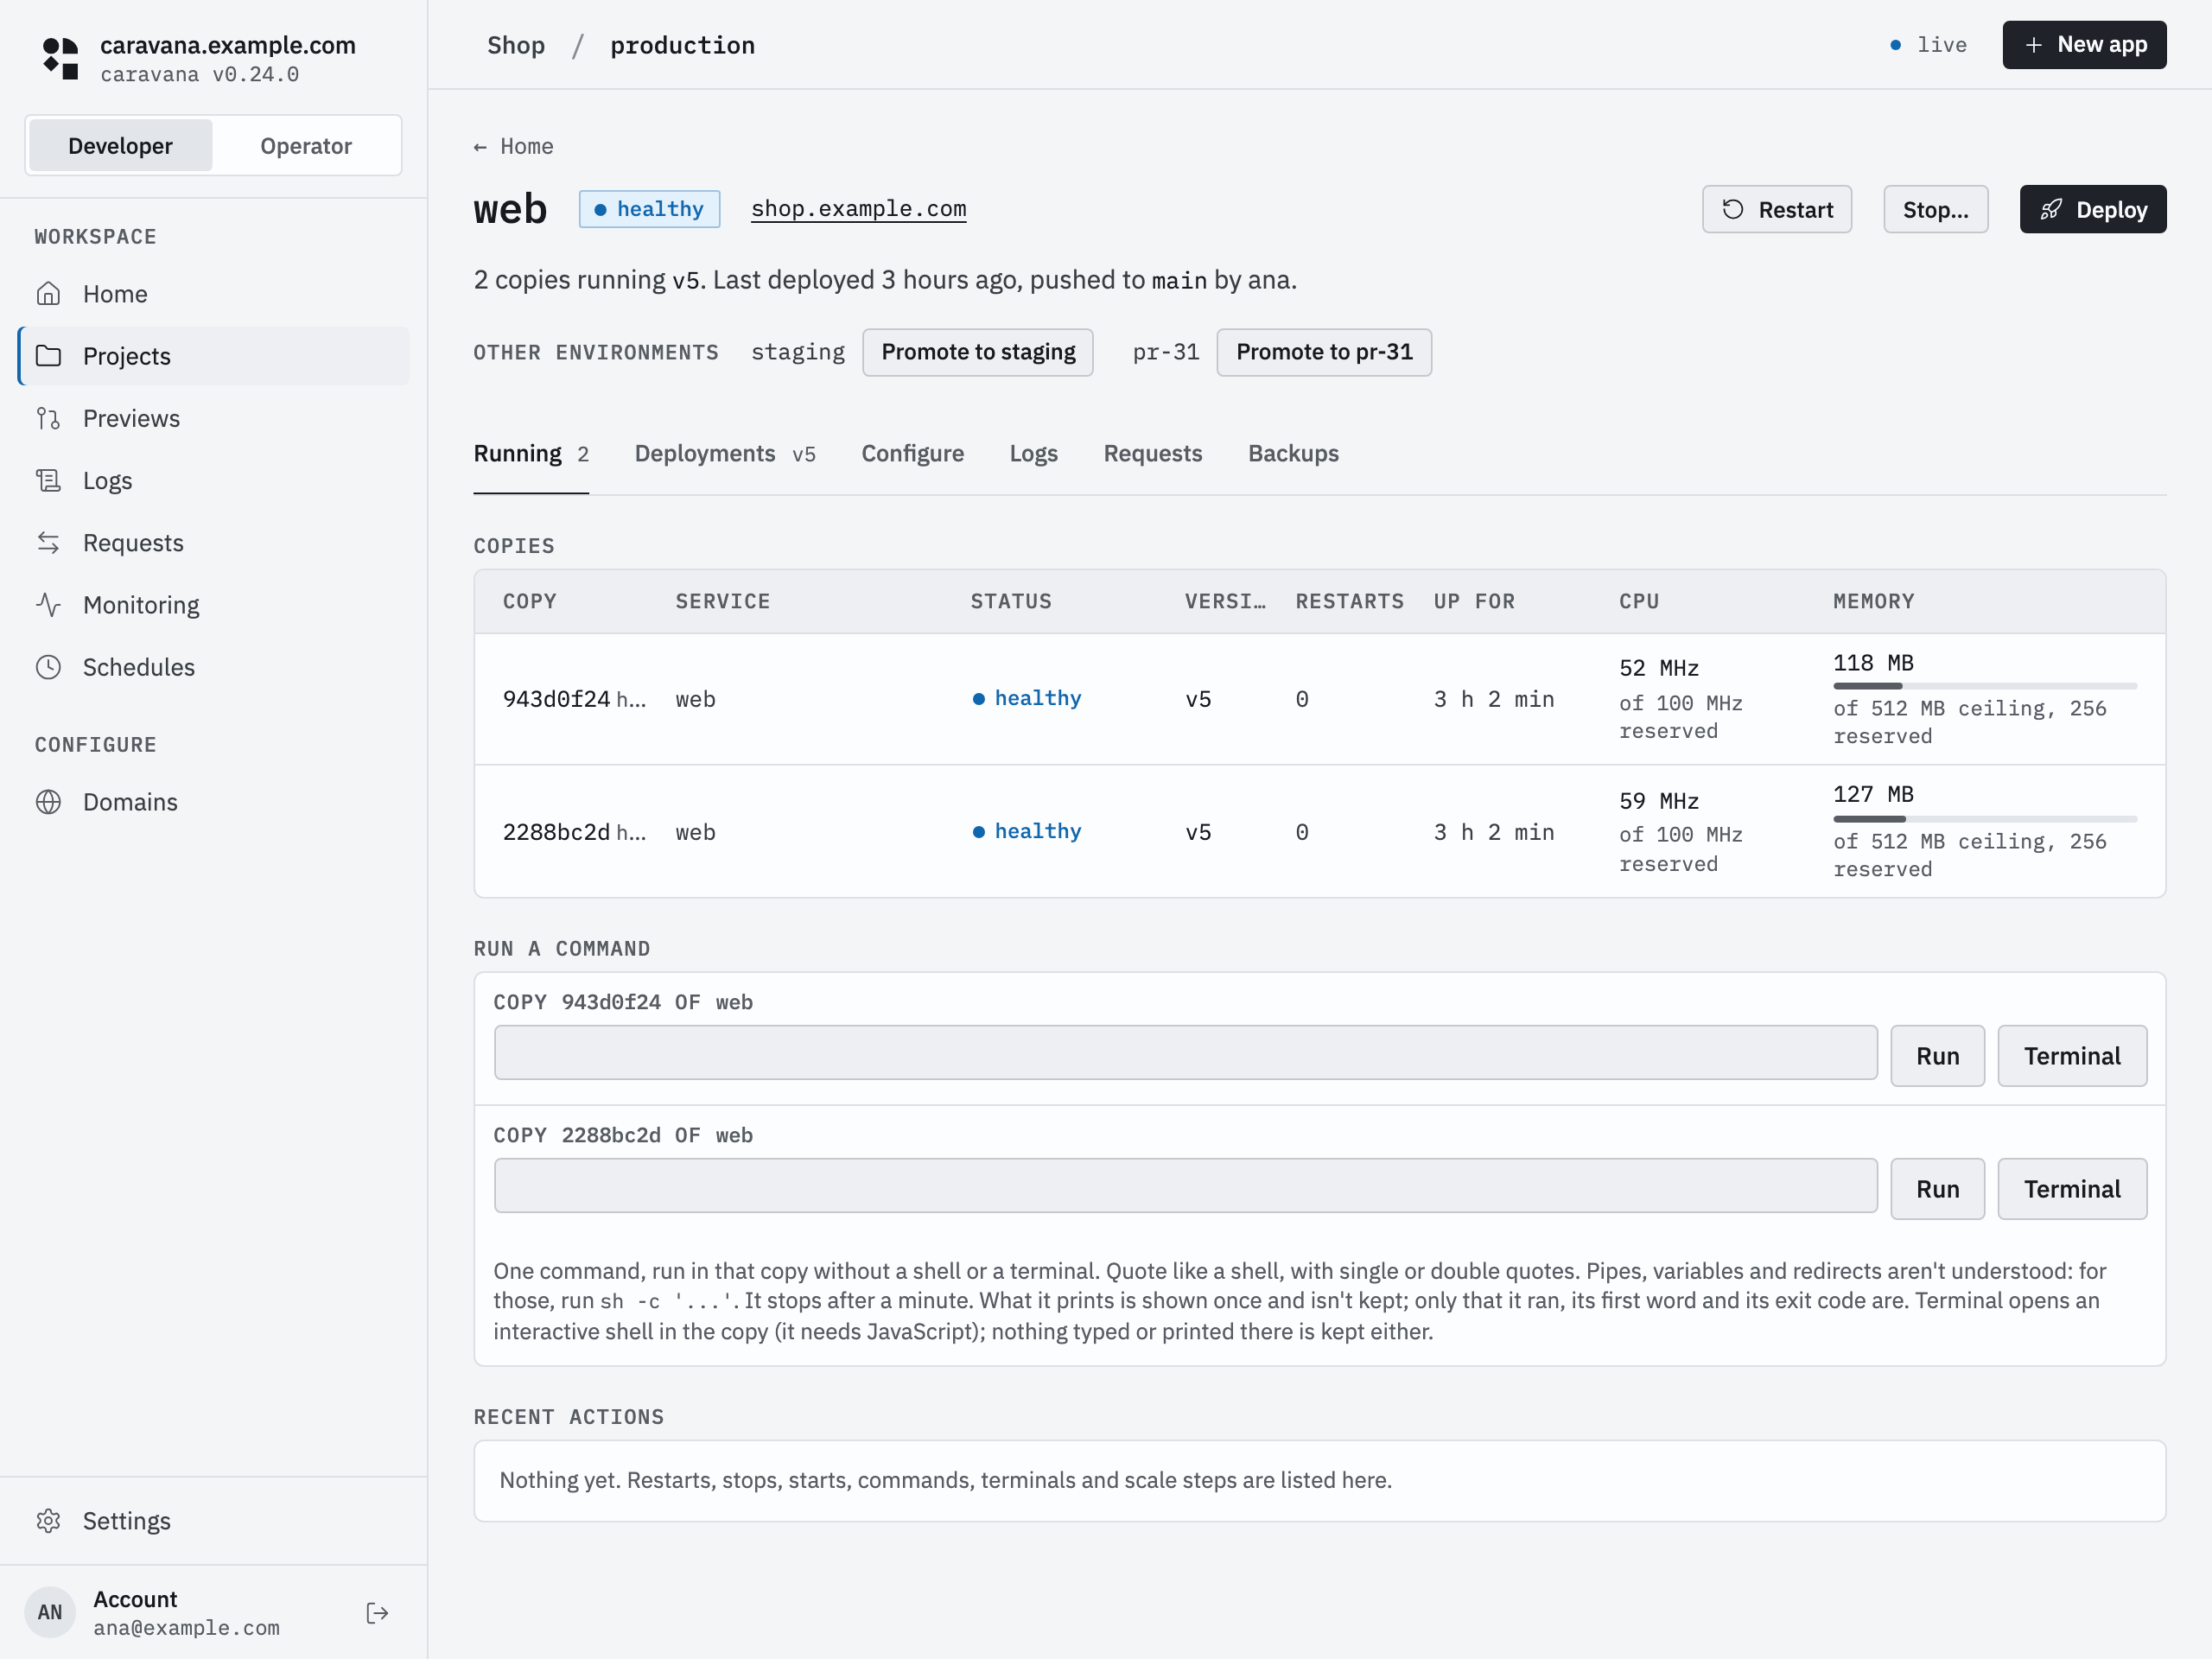 caravana.example.com
caravana v0.24.0
Developer
Operator
WORKSPACE
Home
Projects
Previews
Logs
Requests
Monitoring
Schedules
CONFIGURE
Domains
Settings
AN
Account
ana@example.com
Shop / production
live
+ New app
← Home
web
healthy
shop.example.com
Restart
Stop...
Deploy
2 copies running v5. Last deployed 3 hours ago, pushed to main by ana.
OTHER ENVIRONMENTS staging Promote to staging pr-31 Promote to pr-31
Running 2 Deployments v5 Configure Logs Requests Backups
COPIES
COPY SERVICE STATUS VERSI… RESTARTS UP FOR CPU MEMORY
943d0f24 h… web healthy v5 0 3 h 2 min
52 MHz
of 100 MHz
reserved
118 MB
of 512 MB ceiling, 256
reserved
2288bc2d h… web healthy v5 0 3 h 2 min
59 MHz
of 100 MHz
reserved
127 MB
of 512 MB ceiling, 256
reserved
RUN A COMMAND
COPY 943d0f24 OF web
Run Terminal
COPY 2288bc2d OF web
Run Terminal
One command, run in that copy without a shell or a terminal. Quote like a shell, with single or double quotes. Pipes, variables and redirects aren't understood: for
those, run sh -c '...'. It stops after a minute. What it prints is shown once and isn't kept; only that it ran, its first word and its exit code are. Terminal opens an
interactive shell in the copy (it needs JavaScript); nothing typed or printed there is kept either.
RECENT ACTIONS
Nothing yet. Restarts, stops, starts, commands, terminals and scale steps are listed here.